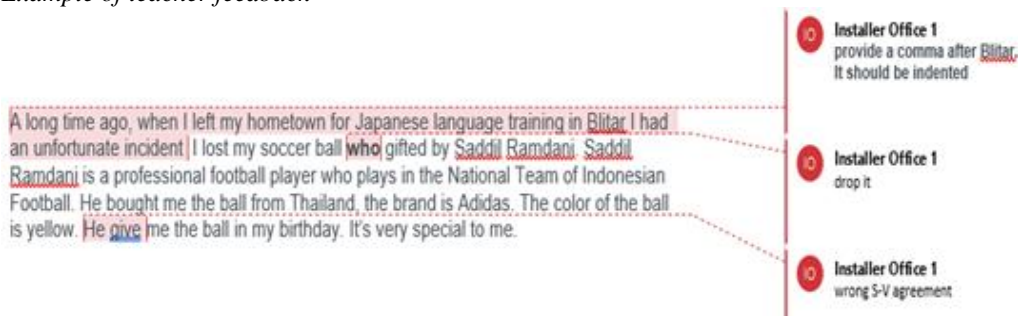 Example of teacher feedback
A long time ago, when I left my hometown for Japanese language training in Blitar I had
an unfortunate incident I lost my soccer ball who gifted by Saddil Ramdani. Saddil
Ramdani is a professional football player who plays in the National Team of Indonesian
Football. He bought me the ball from Thailand, the brand is Adidas. The color of the ball
is yellow. He give me the ball in my birthday. It's very special to me.
IO
Installer Office 1
provide a comma after Blitar.
It should be indented
IO
Installer Office 1
drop it
IO
Installer Office 1
wrong S-V agreement